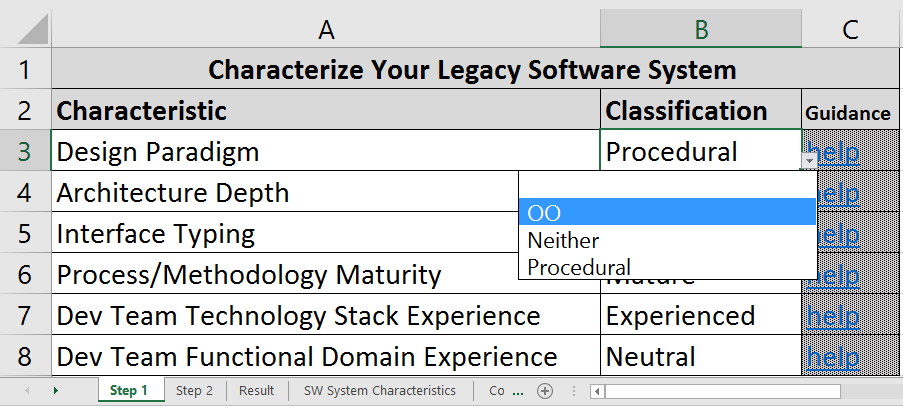 A B C
1 Characterize Your Legacy Software System
2 Characteristic Classification Guidance
3 Design Paradigm Procedural help
4 Architecture Depth help
OO
5 Interface Typing help
Neither
6 Process/Methodology Maturity Mature help
Procedural
7 Dev Team Technology Stack Experience Experienced help
8 Dev Team Functional Domain Experience Neutral help
Step 1 Step 2 Result SW System Characteristics Co ...